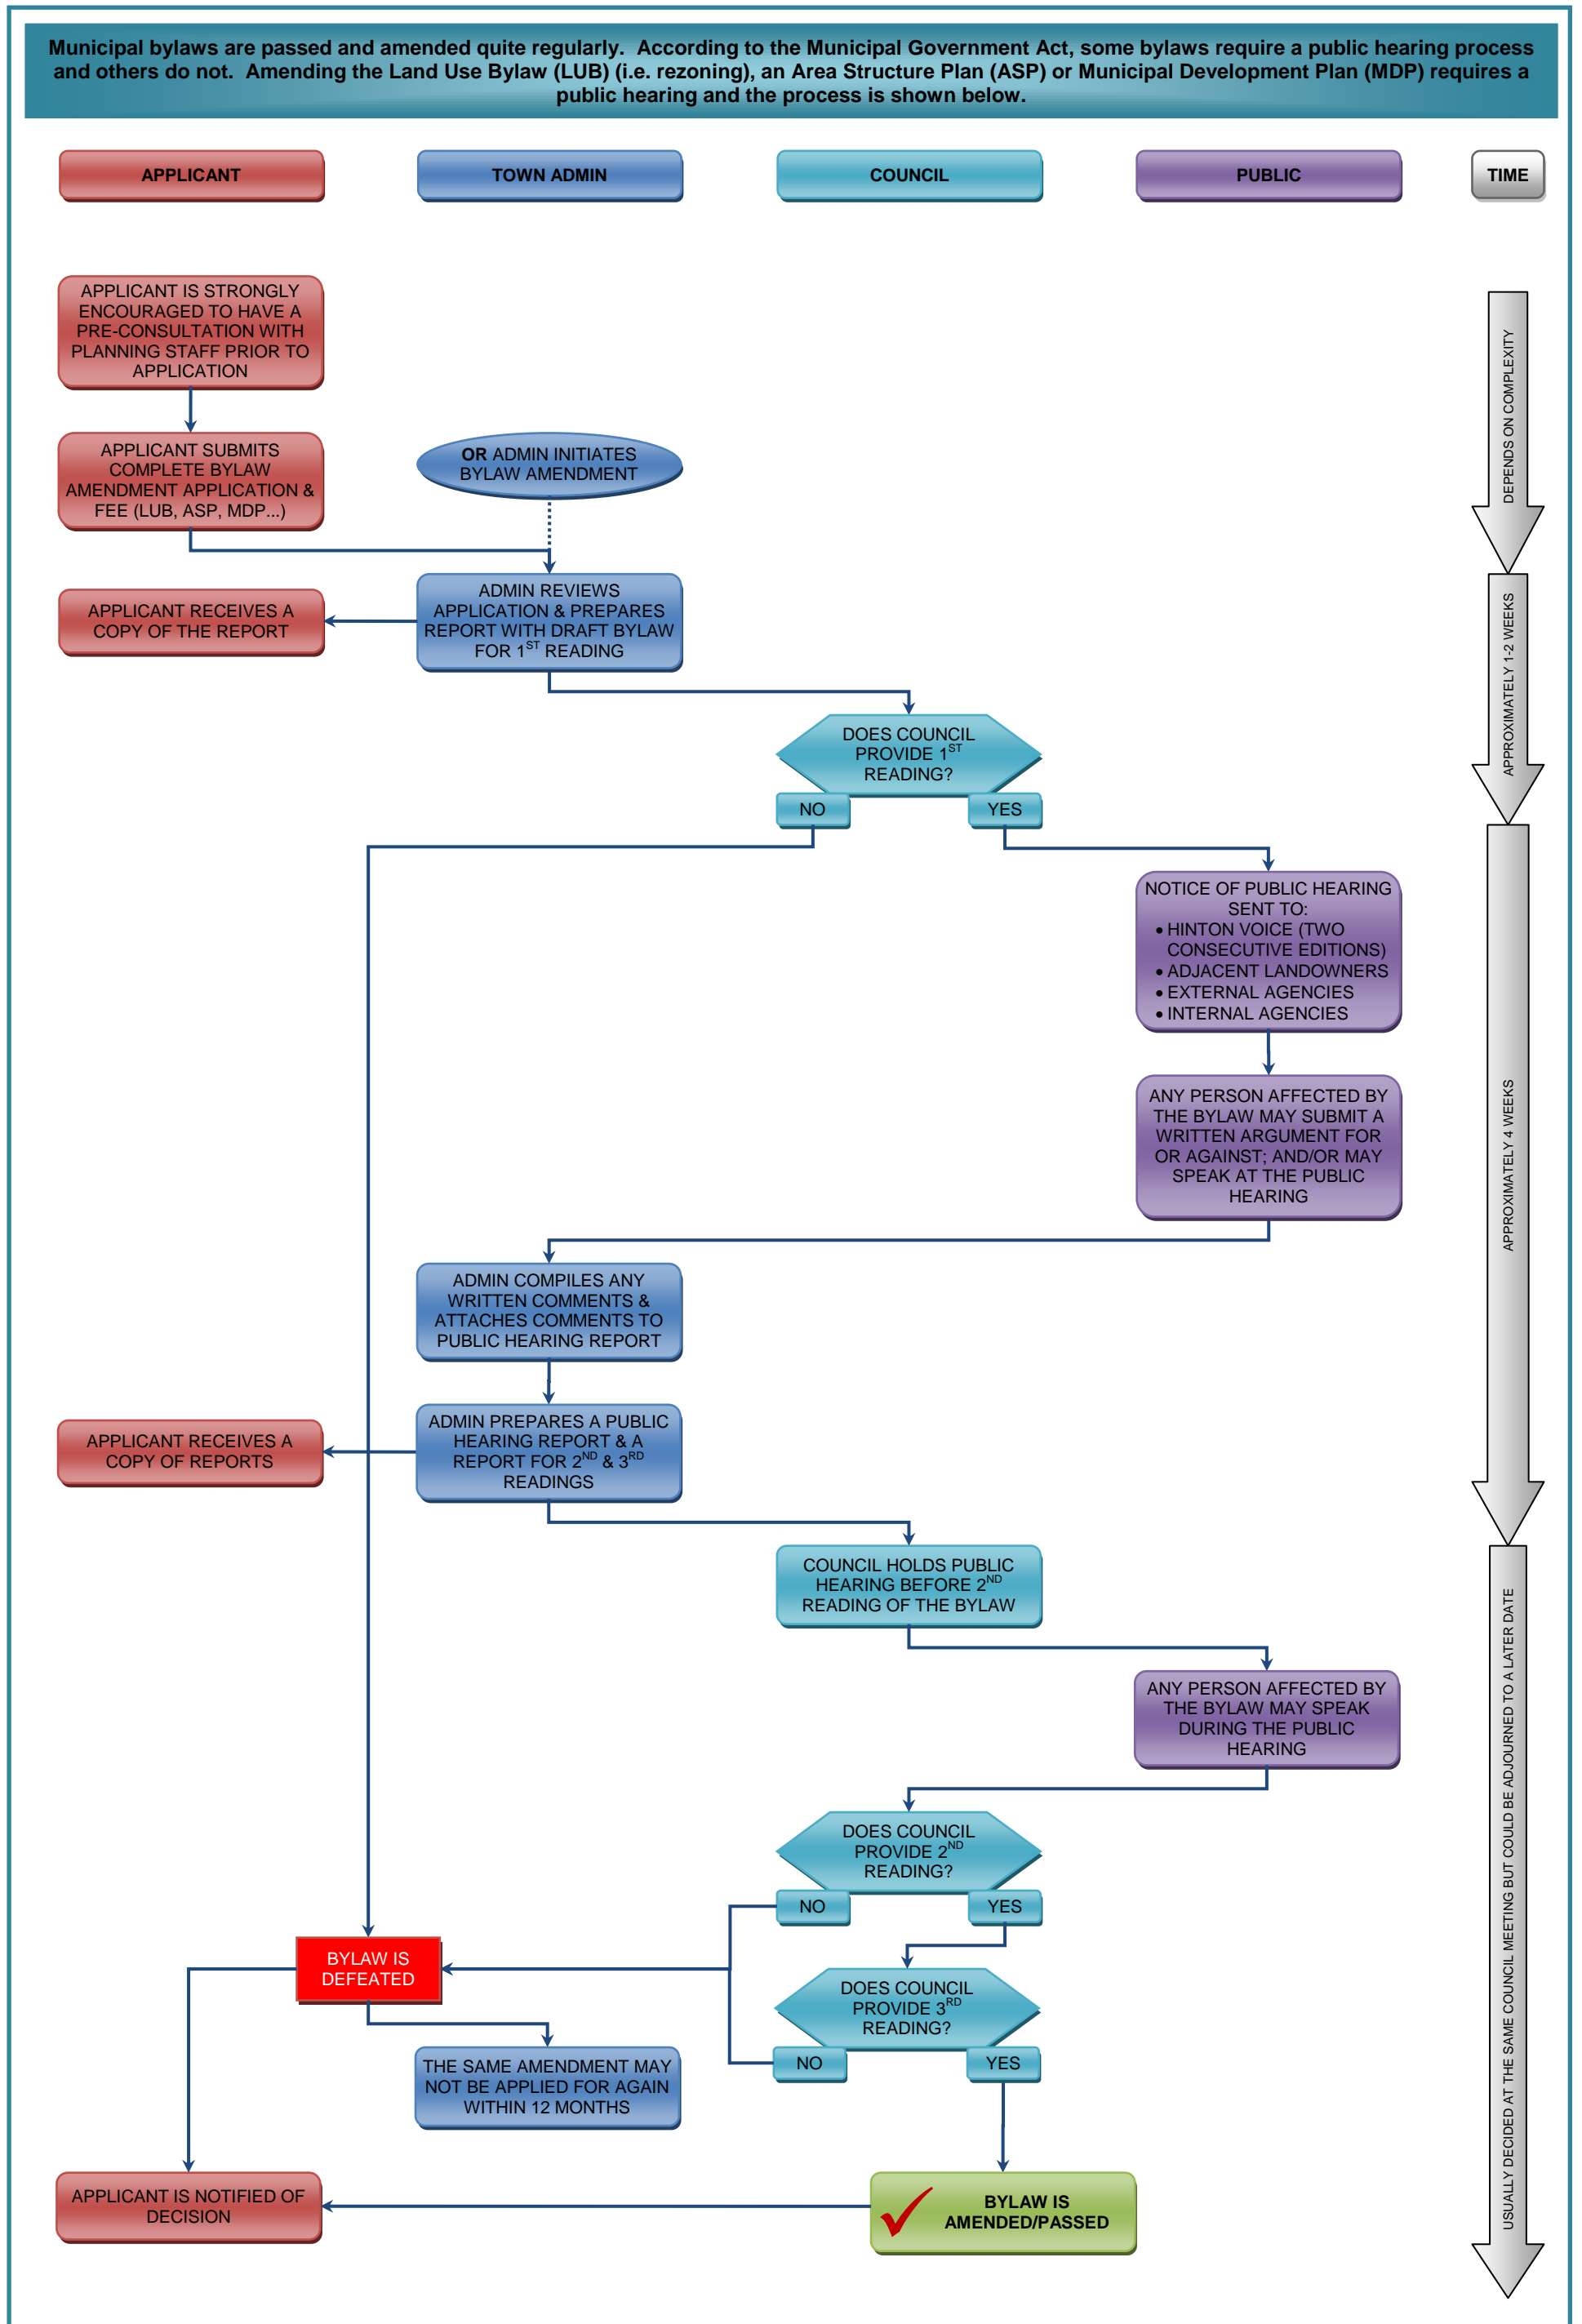 Municipal bylaws are passed and amended quite regularly. According to the Municipal Government Act, some bylaws require a public hearing process
and others do not. Amending the Land Use Bylaw (LUB) (i.e. rezoning), an Area Structure Plan (ASP) or Municipal Development Plan (MDP) requires a
public hearing and the process is shown below.
APPLICANT
TOWN ADMIN
COUNCIL
PUBLIC
TIME
APPLICANT IS STRONGLY
ENCOURAGED TO HAVE A
PRE-CONSULTATION WITH
PLANNING STAFF PRIOR TO
APPLICATION
DEPENDS ON COMPLEXITY
APPLICANT SUBMITS
COMPLETE BYLAW
AMENDMENT APPLICATION &
FEE (LUB, ASP, MDP...)
OR ADMIN INITIATES
BYLAW AMENDMENT
APPLICANT RECEIVES A
COPY OF THE REPORT
ADMIN REVIEWS
APPLICATION & PREPARES
REPORT WITH DRAFT BYLAW
FOR 1ST READING
APPROXIMATELY 1-2 WEEKS
DOES COUNCIL
PROVIDE 1ST
READING?
NO
YES
NOTICE OF PUBLIC HEARING
SENT TO:
• HINTON VOICE (TWO
CONSECUTIVE EDITIONS)
• ADJACENT LANDOWNERS
• EXTERNAL AGENCIES
• INTERNAL AGENCIES
ANY PERSON AFFECTED BY
THE BYLAW MAY SUBMIT A
WRITTEN ARGUMENT FOR
OR AGAINST; AND/OR MAY
SPEAK AT THE PUBLIC
HEARING
APPROXIMATELY 4 WEEKS
ADMIN COMPILES ANY
WRITTEN COMMENTS &
ATTACHES COMMENTS TO
PUBLIC HEARING REPORT
APPLICANT RECEIVES A
COPY OF REPORTS
ADMIN PREPARES A PUBLIC
HEARING REPORT & A
REPORT FOR 2ND & 3RD
READINGS
COUNCIL HOLDS PUBLIC
HEARING BEFORE 2ND
READING OF THE BYLAW
ANY PERSON AFFECTED BY
THE BYLAW MAY SPEAK
DURING THE PUBLIC
HEARING
USUALLY DECIDED AT THE SAME COUNCIL MEETING BUT COULD BE ADJOURNED TO A LATER DATE
DOES COUNCIL
PROVIDE 2ND
READING?
NO
YES
BYLAW IS
DEFEATED
DOES COUNCIL
PROVIDE 3RD
READING?
NO
YES
THE SAME AMENDMENT MAY
NOT BE APPLIED FOR AGAIN
WITHIN 12 MONTHS
APPLICANT IS NOTIFIED OF
DECISION
BYLAW IS
AMENDED/PASSED